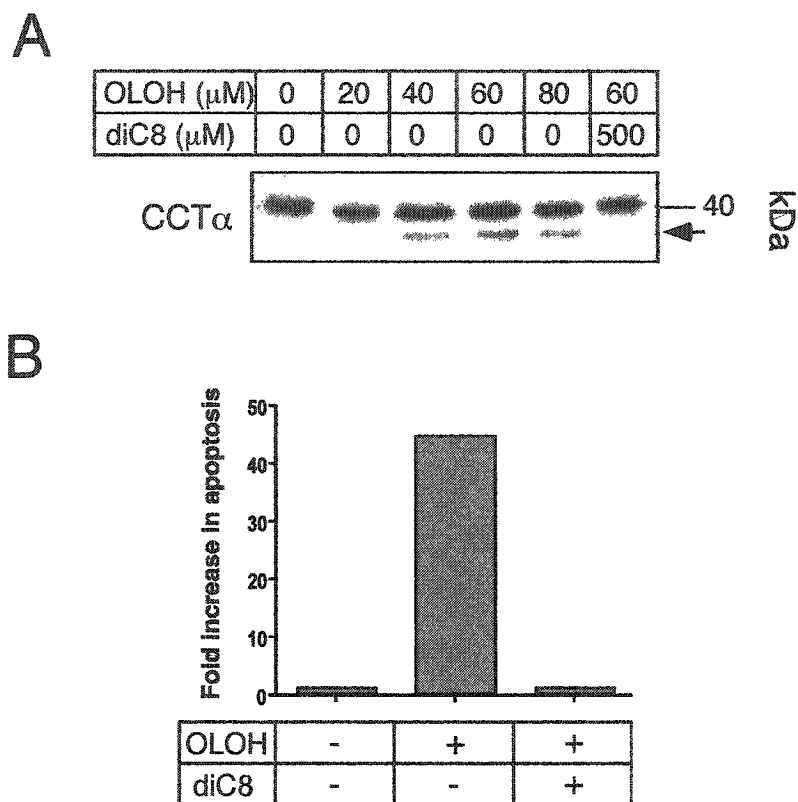 A
OLOH (μM) 0 20 40 60 80 60
diC8 (μM) 0 0 0 0 0 500
CCTα
40
kDa
B
Fold increase in apoptosis
50
40
30
20
10
0
OLOH - + +
diC8 - - +